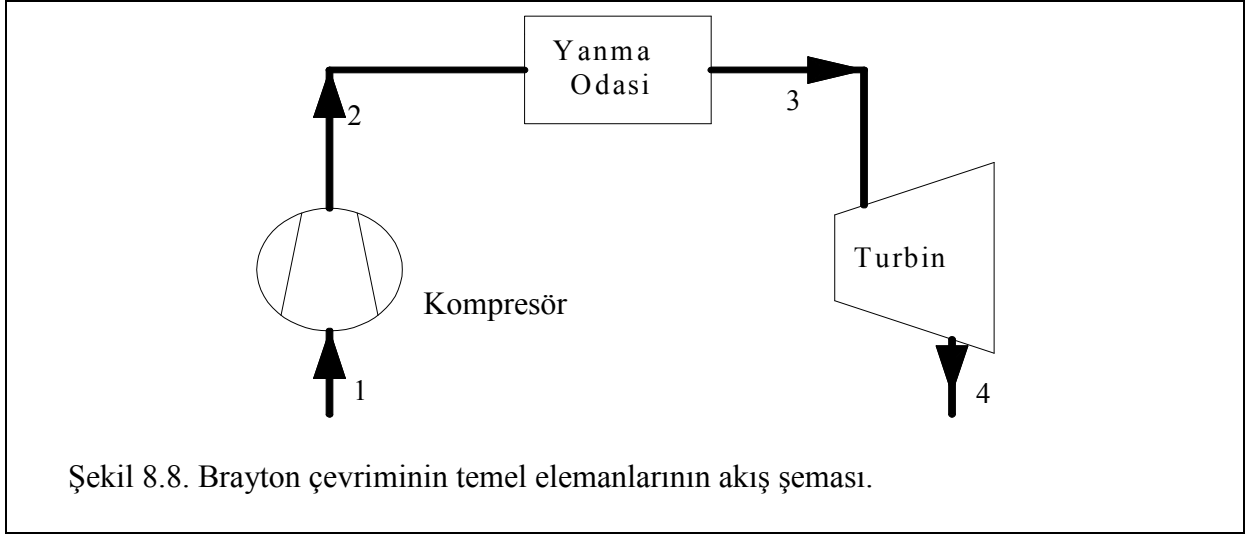 Yanma
Odasi
3
2
Turbin
Kompresör
1
4
Şekil 8.8. Brayton çevriminin temel elemanlarının akış şeması.